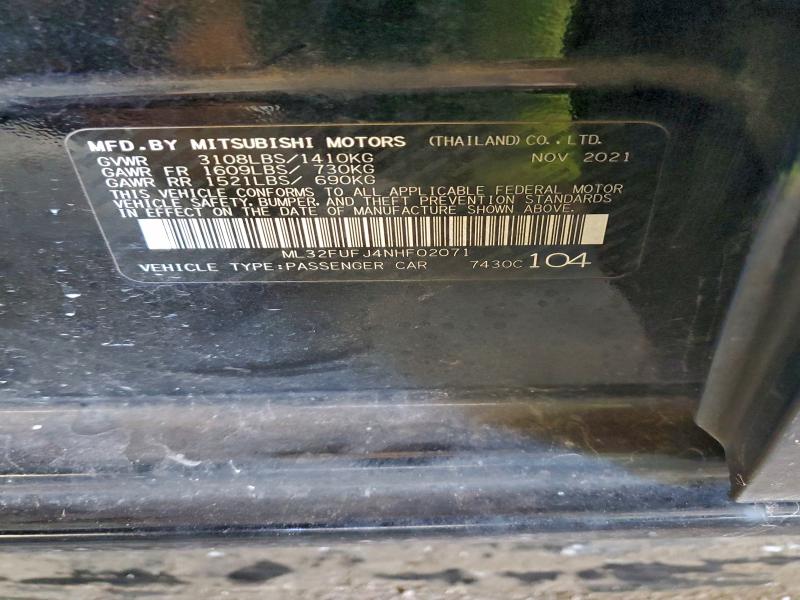 MFD.BY MITSUBISHI MOTORS (THAILAND) CO., LTD.
GVWR 3108LBS/1410KG NOV 2021
GAWR FR 1609LBS/ 730KG
GAWR RR 1521LBS/ 690KG
THIS VEHICLE CONFORMS TO ALL APPLICABLE FEDERAL MOTOR
VEHICLE SAFETY, BUMPER, AND THEFT PREVENTION STANDARDS
IN EFFECT ON THE DATE OF MANUFACTURE SHOWN ABOVE.
ML32FUFJ4NHF02071
VEHICLE TYPE:PASSENGER CAR 7430C 104